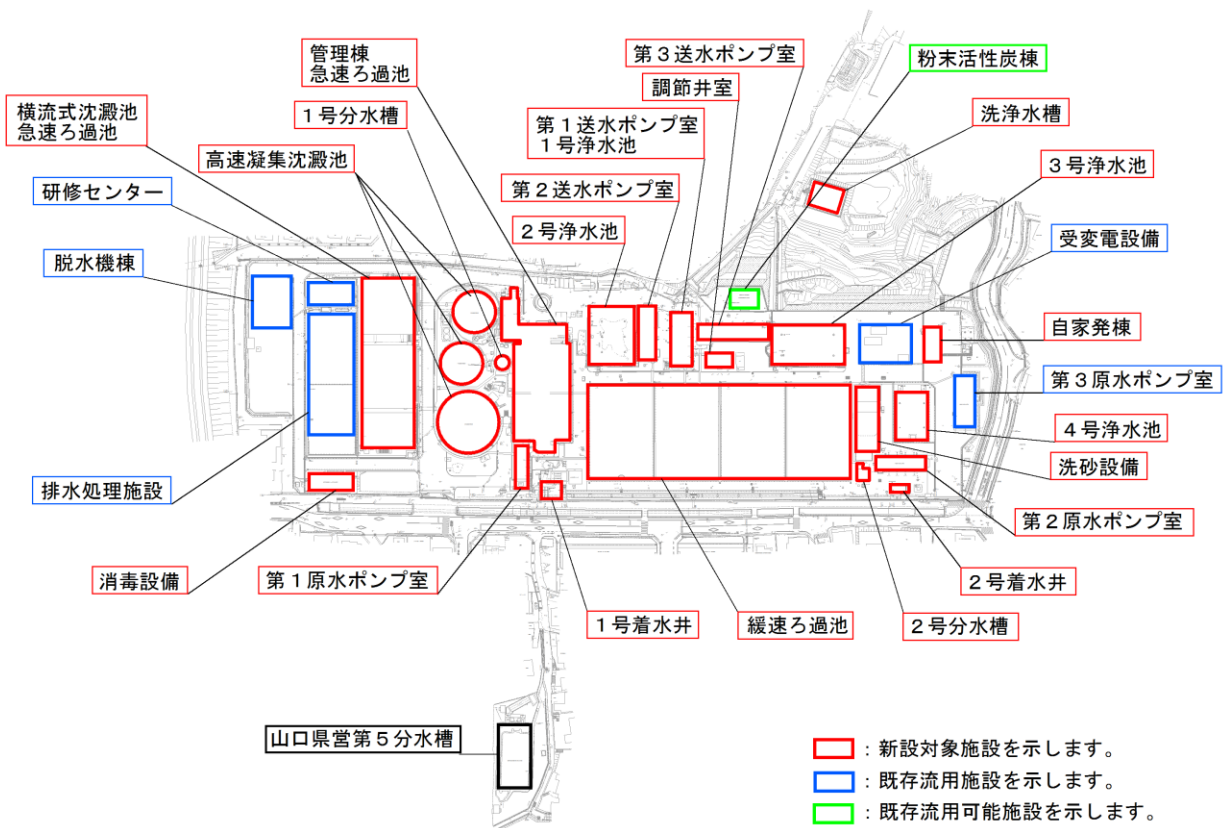 管理棟
急速ろ過池
第３送水ポンプ室
粉末活性炭棟
調節井室
横流式沈澱池
急速ろ過池
1号分水槽
第１送水ポンプ室
１号浄水池
洗浄水槽
高速凝集沈澱池
３号浄水池
研修センター
第２送水ポンプ室
２号浄水池
受変電設備
脱水機棟
自家発棟
第３原水ポンプ室
４号浄水池
洗砂設備
排水処理施設
第２原水ポンプ室
消毒設備
第１原水ポンプ室
２号着水井
１号着水井
緩速ろ過池
２号分水槽
山口県営第５分水槽
：新設対象施設を示します。
：既存流用施設を示します。
：既存流用可能施設を示します。